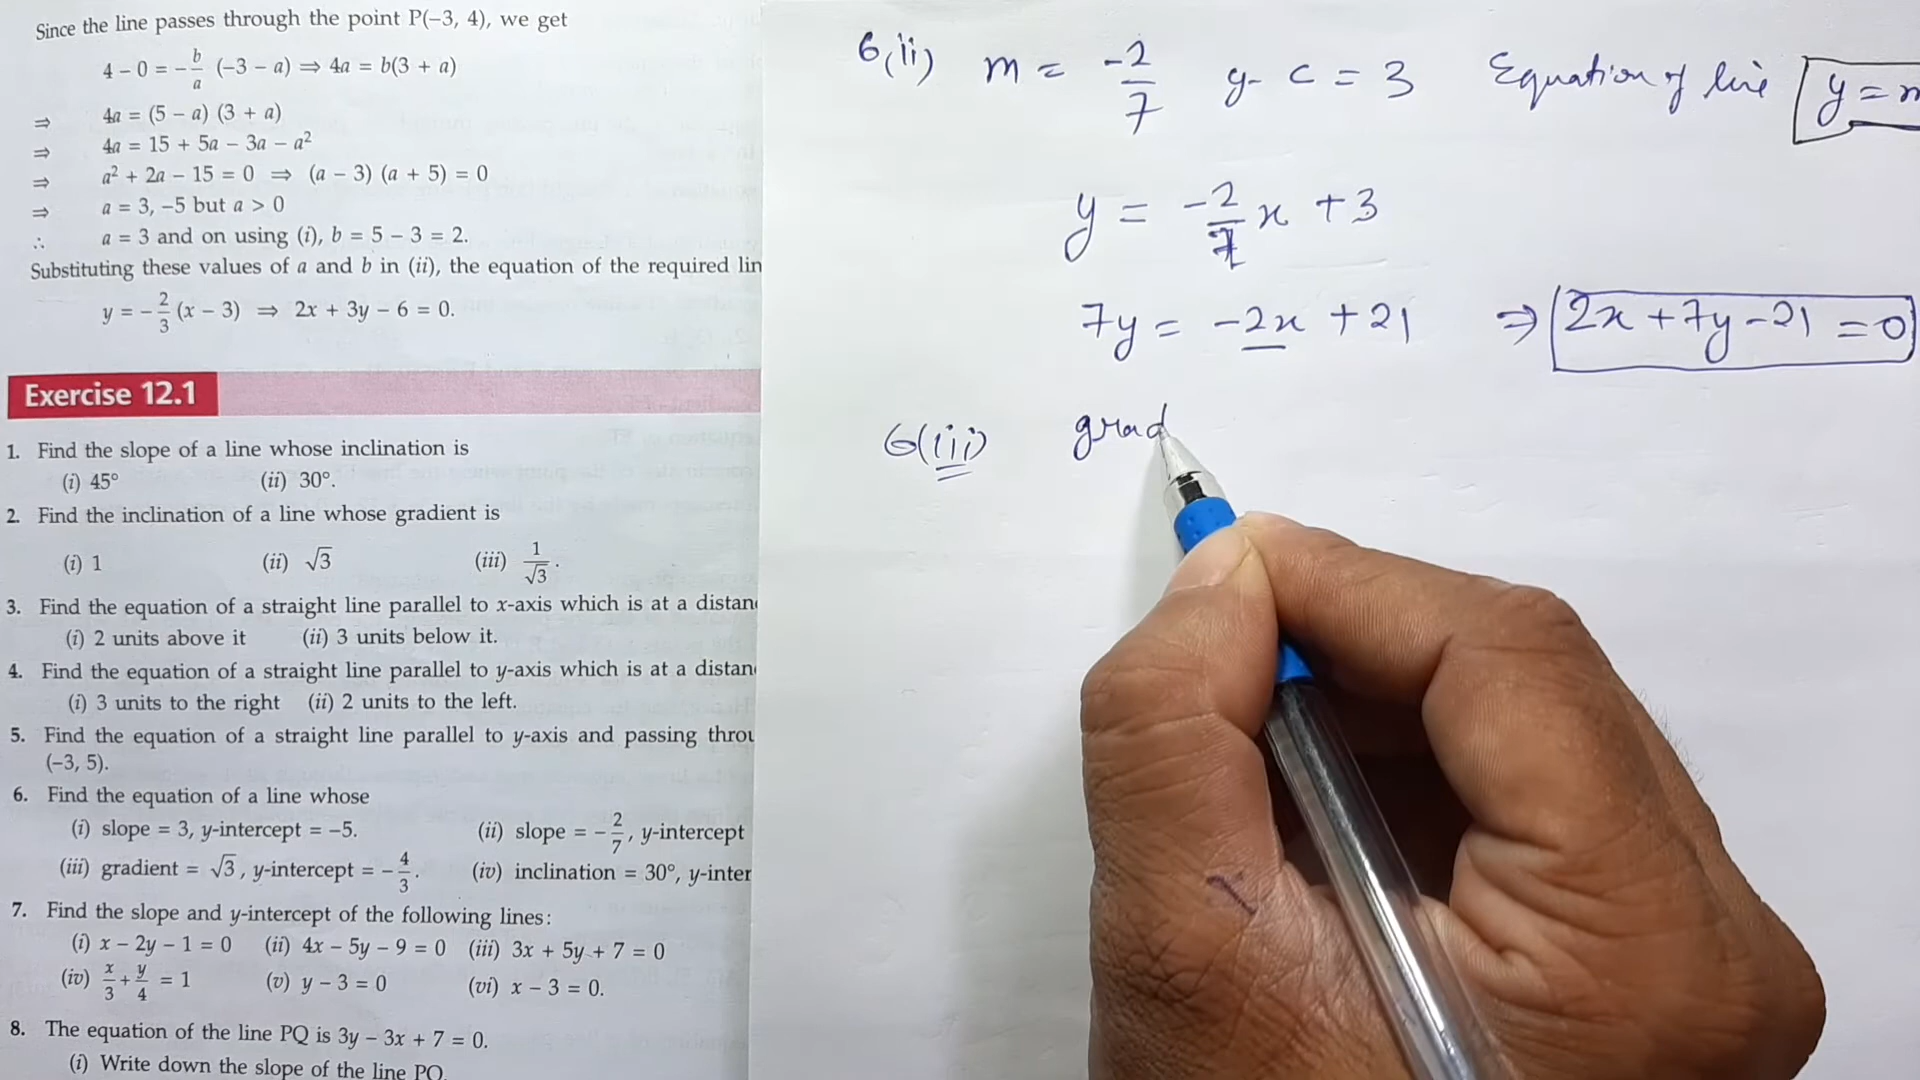 Since the line passes through the point P(−3, 4), we get
4 − 0 = − b/a (−3 − a) ⇒ 4a = b(3 + a)
⇒ 4a = (5 − a) (3 + a)
⇒ 4a = 15 + 5a − 3a − a²
⇒ a² + 2a − 15 = 0 ⇒ (a − 3) (a + 5) = 0
⇒ a = 3, −5 but a > 0
∴ a = 3 and on using (i), b = 5 − 3 = 2.
Substituting these values of a and b in (ii), the equation of the required lin
y = − 2/3 (x − 3) ⇒ 2x + 3y − 6 = 0.
Exercise 12.1
1. Find the slope of a line whose inclination is
(i) 45° (ii) 30°.
2. Find the inclination of a line whose gradient is
(i) 1 (ii) √3 (iii) 1/√3.
3. Find the equation of a straight line parallel to x-axis which is at a distan
(i) 2 units above it (ii) 3 units below it.
4. Find the equation of a straight line parallel to y-axis which is at a distan
(i) 3 units to the right (ii) 2 units to the left.
5. Find the equation of a straight line parallel to y-axis and passing throu
(−3, 5).
6. Find the equation of a line whose
(i) slope = 3, y-intercept = −5. (ii) slope = − 2/7, y-intercept
(iii) gradient = √3, y-intercept = − 4/3. (iv) inclination = 30°, y-inter
7. Find the slope and y-intercept of the following lines:
(i) x − 2y − 1 = 0 (ii) 4x − 5y − 9 = 0 (iii) 3x + 5y + 7 = 0
(iv) x/3 + y/4 = 1 (v) y − 3 = 0 (vi) x − 3 = 0.
8. The equation of the line PQ is 3y − 3x + 7 = 0.
(i) Write down the slope of the line PQ.
6(ii) m = -2/7 y- c = 3 Equation of line y = m
y = -2/7 x + 3
7y = -2x + 21 ⇒ 2x + 7y - 21 = 0
6(iii) grad